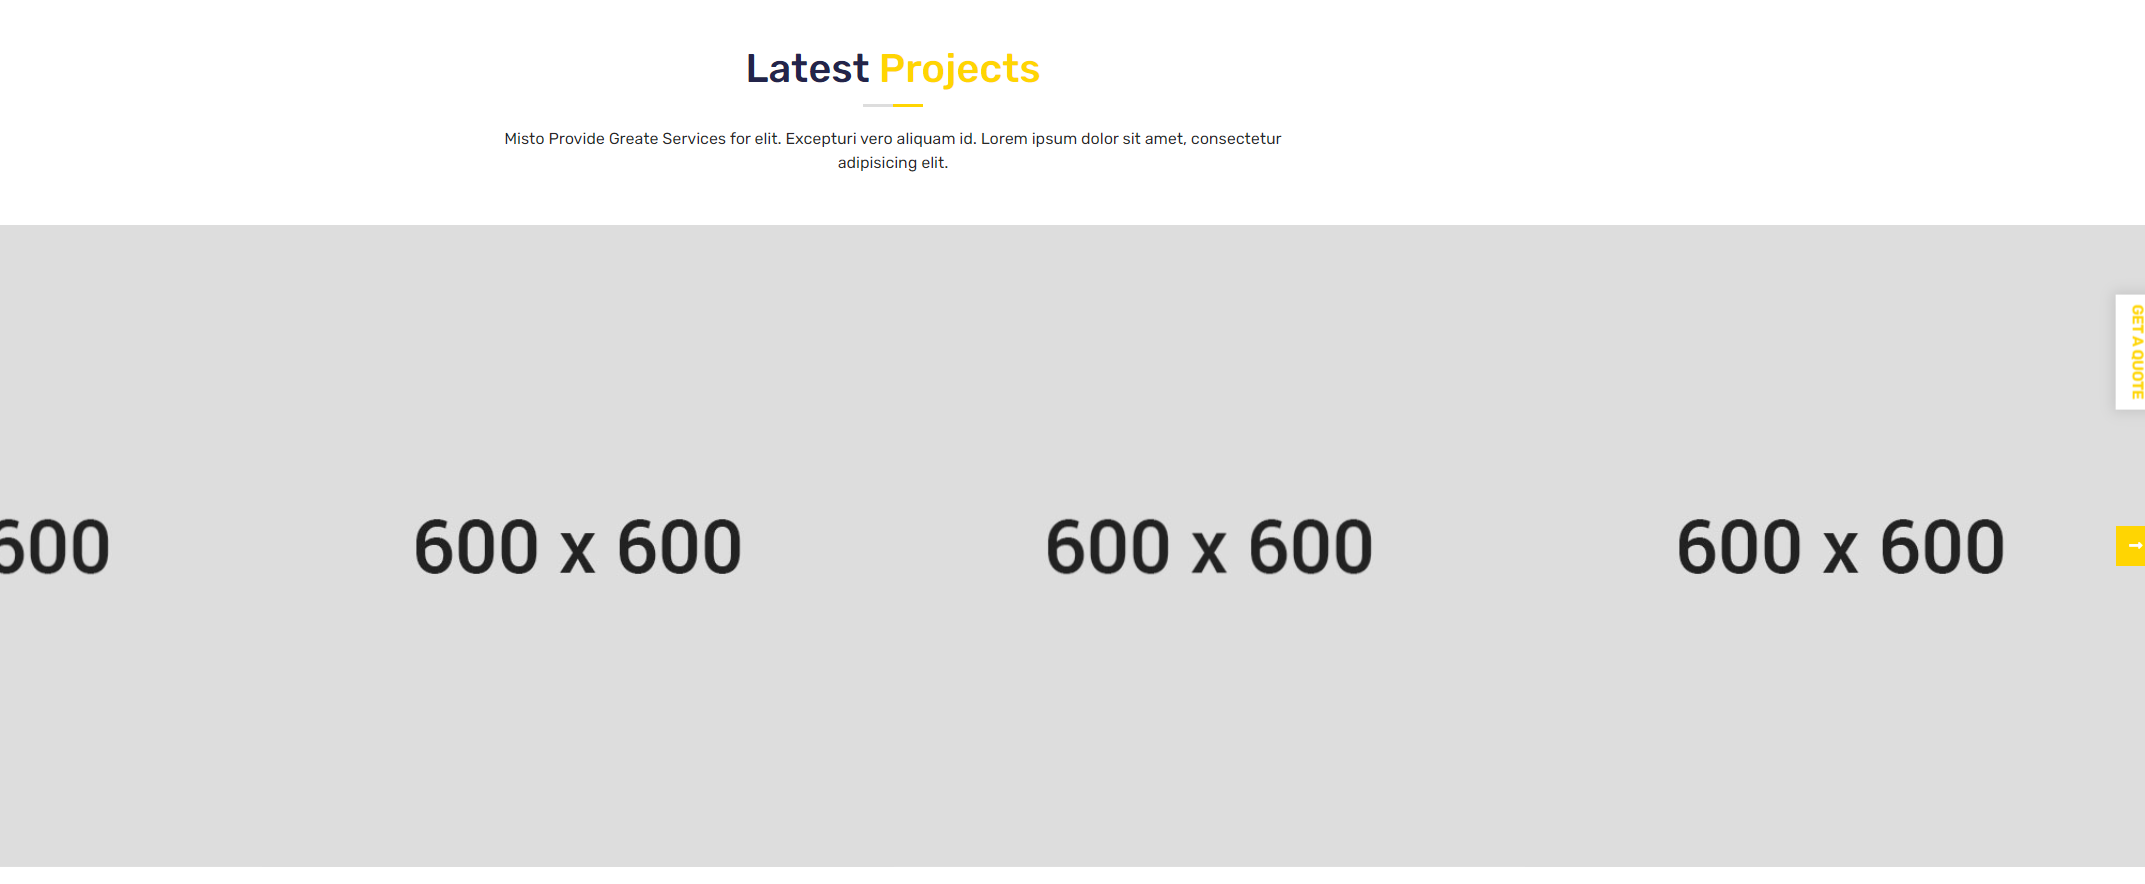 Latest Projects
Misto Provide Greate Services for elit. Excepturi vero aliquam id. Lorem ipsum dolor sit amet, consectetur
adipisicing elit.
GET A QUOTE
600 600 x 600 600 x 600 600 x 600